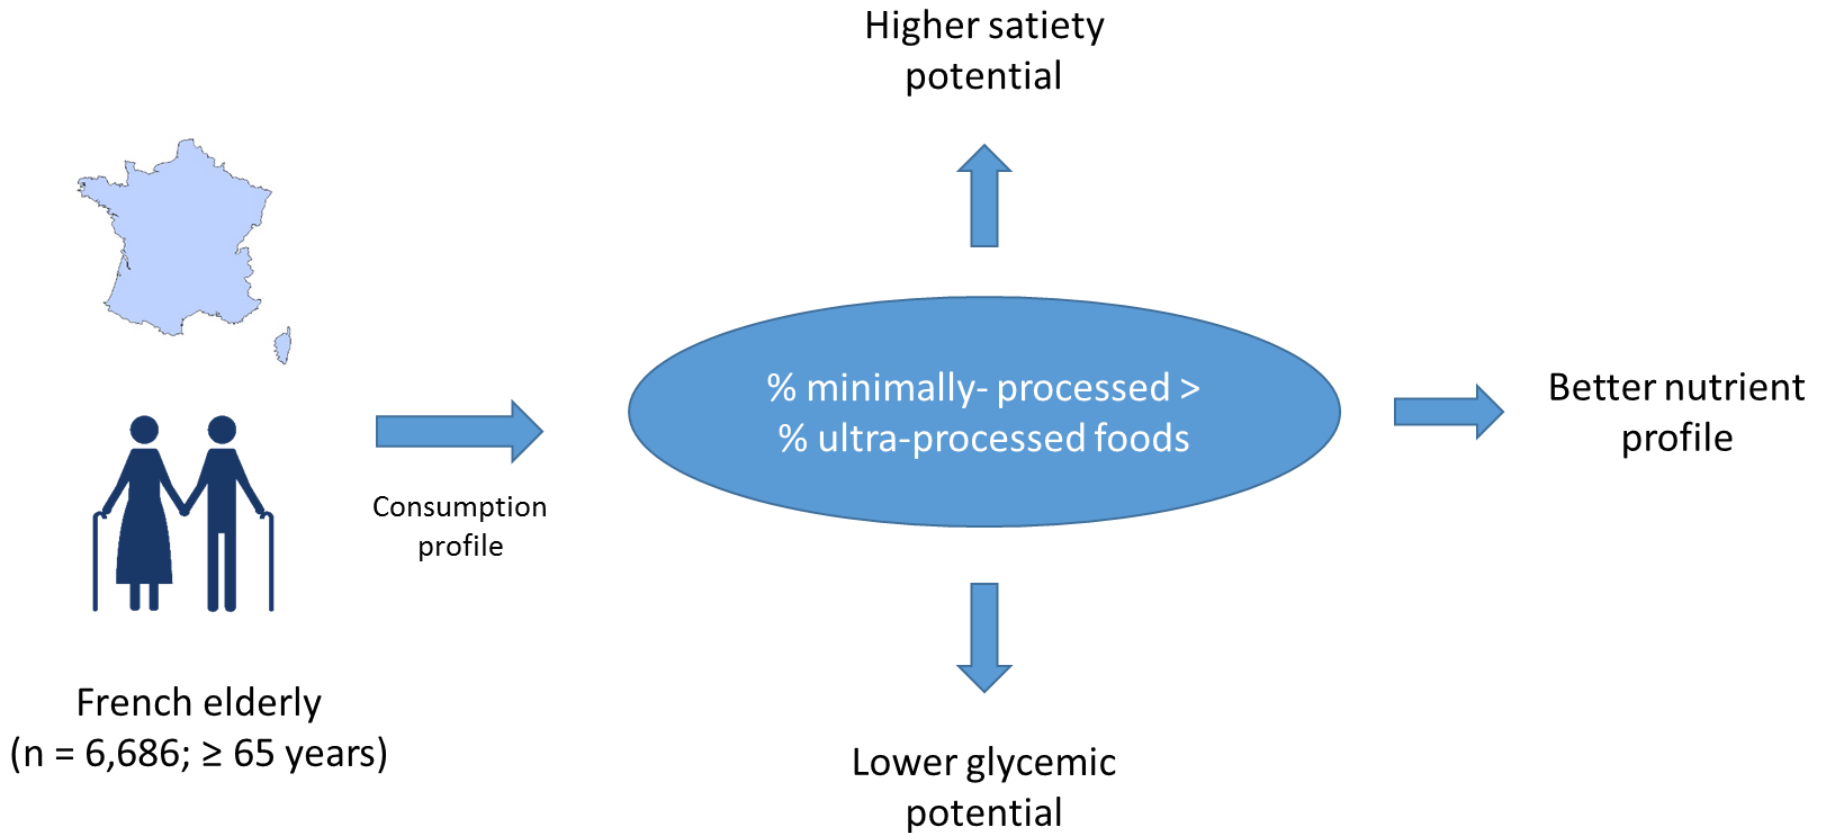 Higher satiety
potential
% minimally- processed >
% ultra-processed foods
Better nutrient
profile
Consumption
profile
French elderly
(n = 6,686; ≥ 65 years)
Lower glycemic
potential